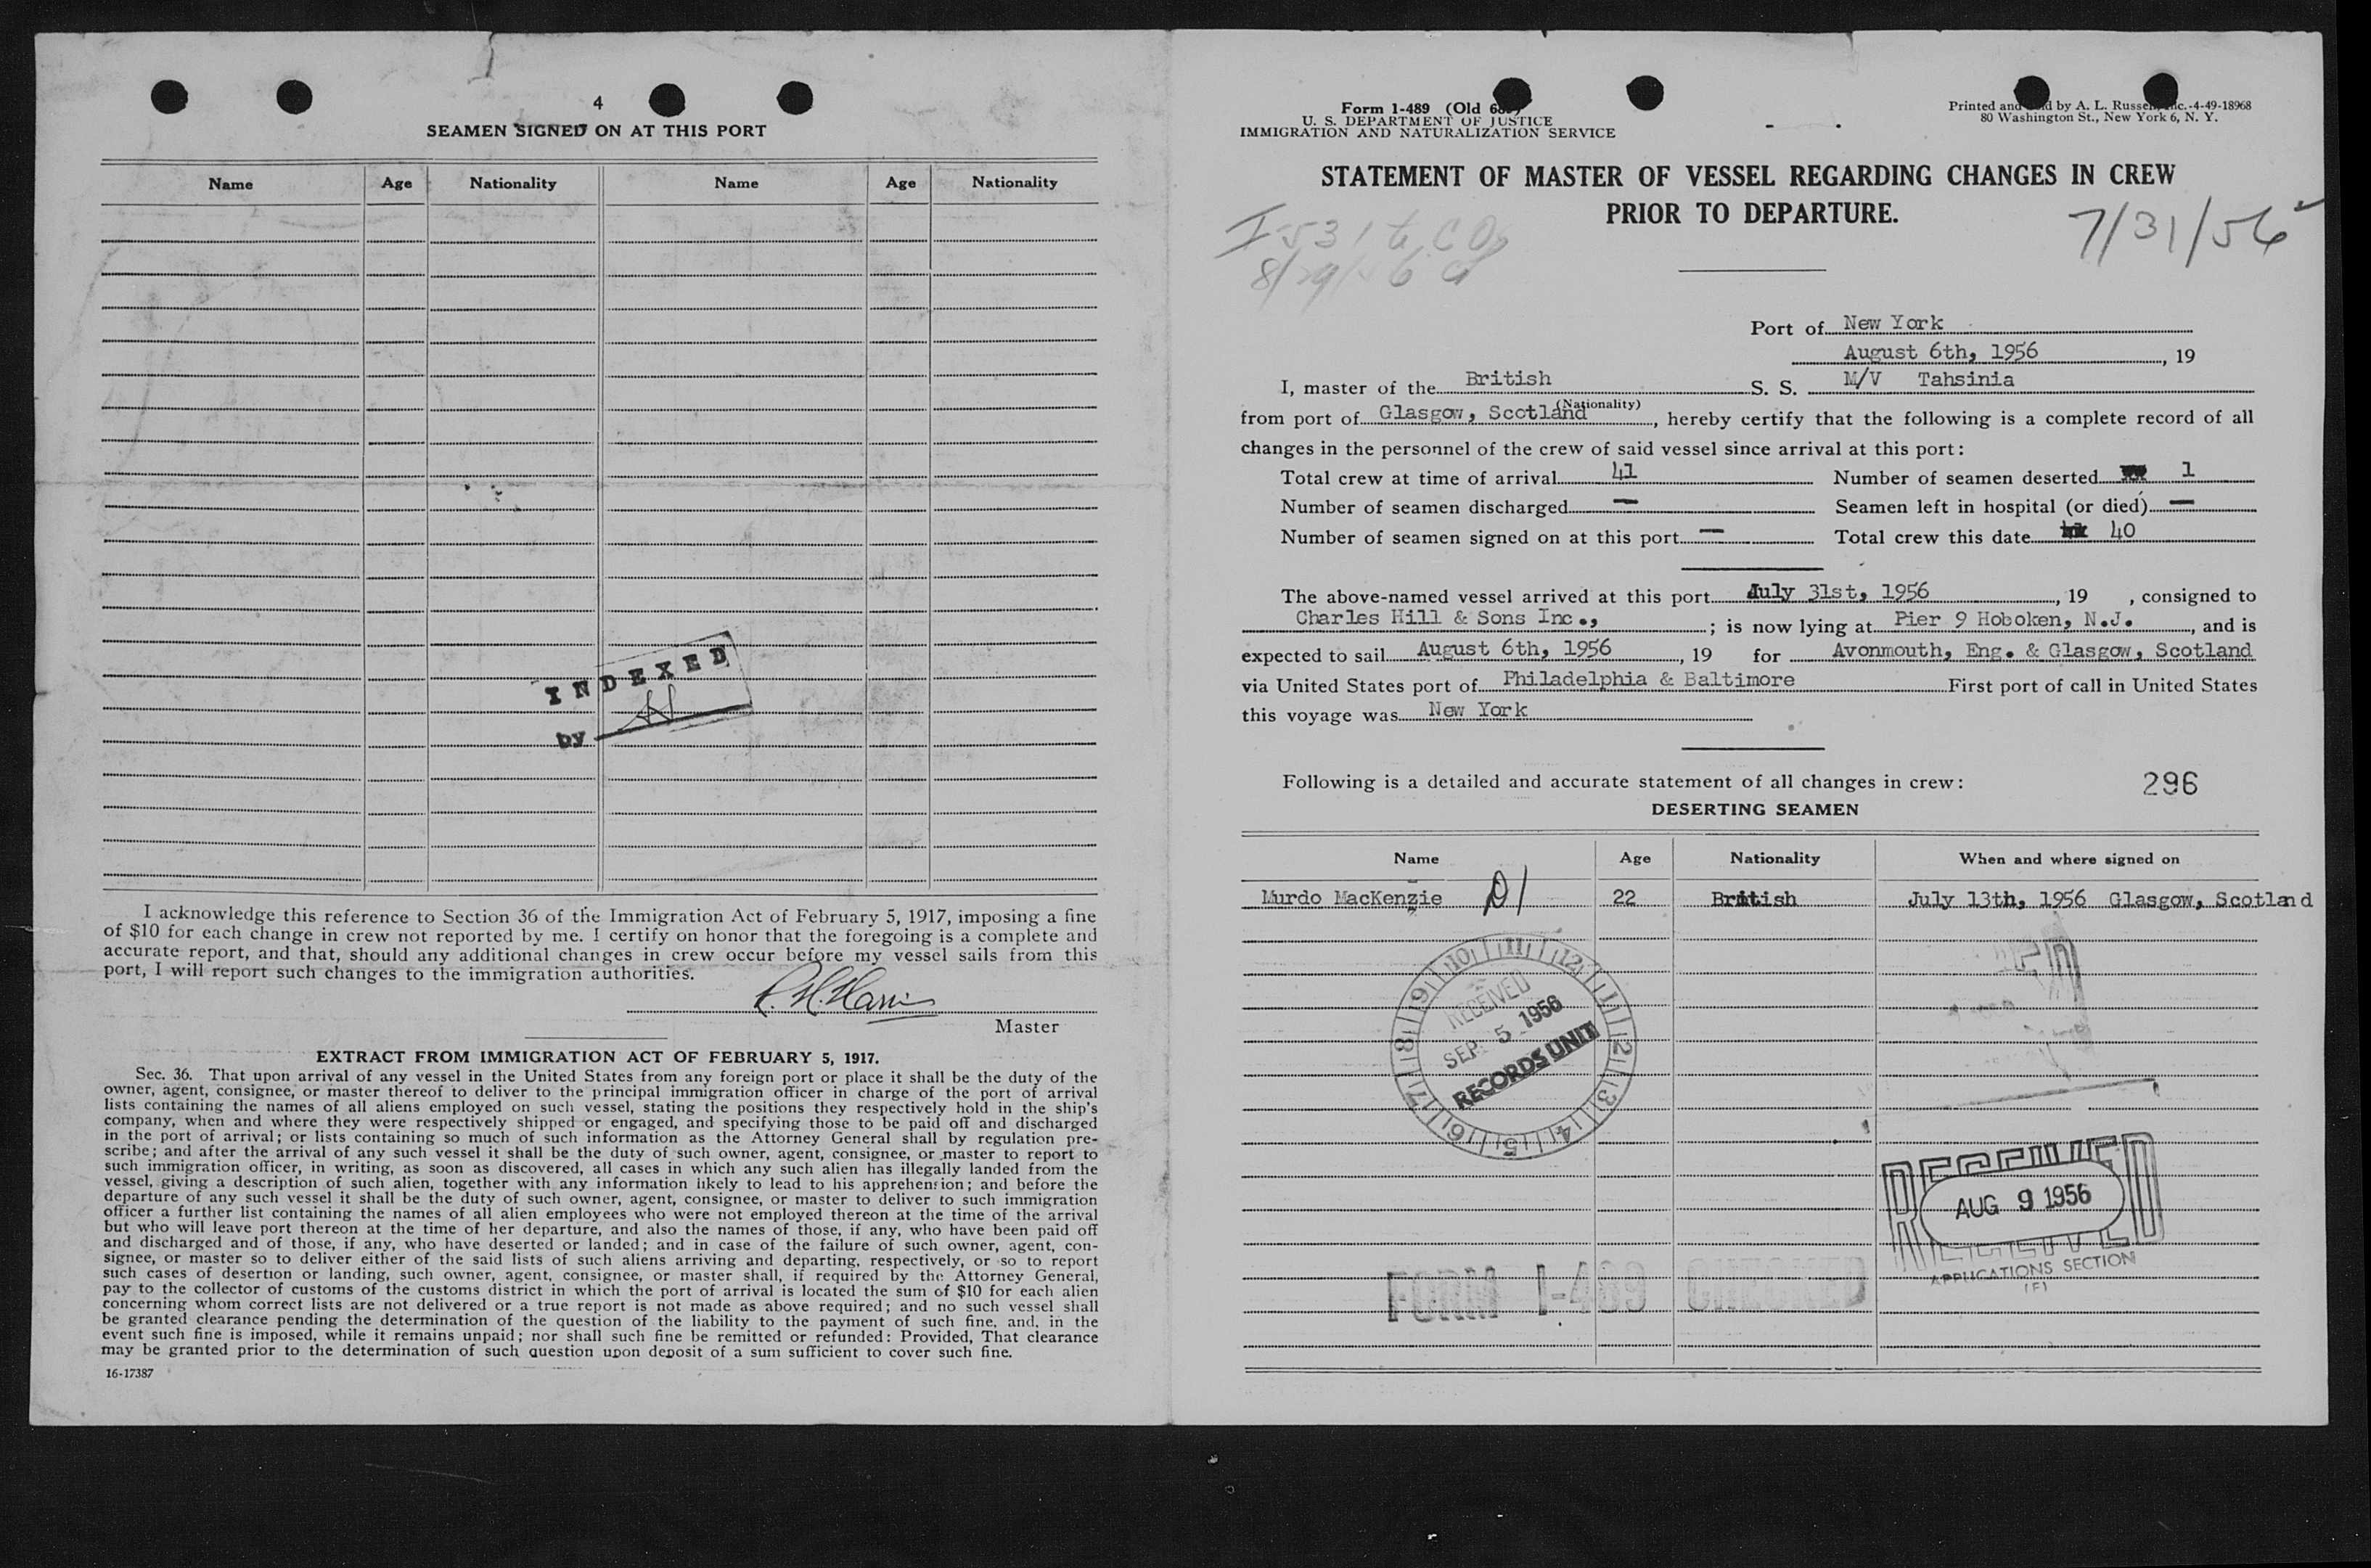 4
SEAMEN SIGNED ON AT THIS PORT
Name Age Nationality Name Age Nationality
INDEXED
by
I acknowledge this reference to Section 36 of the Immigration Act of February 5, 1917, imposing a fine
of $10 for each change in crew not reported by me. I certify on honor that the foregoing is a complete and
accurate report, and that, should any additional changes in crew occur before my vessel sails from this
port, I will report such changes to the immigration authorities.
Master
EXTRACT FROM IMMIGRATION ACT OF FEBRUARY 5, 1917.
Sec. 36. That upon arrival of any vessel in the United States from any foreign port or place it shall be the duty of the
owner, agent, consignee, or master thereof to deliver to the principal immigration officer in charge of the port of arrival
lists containing the names of all aliens employed on such vessel, stating the positions they respectively hold in the ship's
company, when and where they were respectively shipped or engaged, and specifying those to be paid off and discharged
in the port of arrival; or lists containing so much of such information as the Attorney General shall by regulation pre-
scribe; and after the arrival of any such vessel it shall be the duty of such owner, agent, consignee, or master to report to
such immigration officer, in writing, as soon as discovered, all cases in which any such alien has illegally landed from the
vessel, giving a description of such alien, together with any information likely to lead to his apprehension; and before the
departure of any such vessel it shall be the duty of such owner, agent, consignee, or master to deliver to such immigration
officer a further list containing the names of all alien employees who were not employed thereon at the time of the arrival
but who will leave port thereon at the time of her departure, and also the names of those, if any, who have been paid off
and discharged and of those, if any, who have deserted or landed; and in case of the failure of such owner, agent, con-
signee, or master so to deliver either of the said lists of such aliens arriving and departing, respectively, or so to report
such cases of desertion or landing, such owner, agent, consignee, or master shall, if required by the Attorney General,
pay to the collector of customs of the customs district in which the port of arrival is located the sum of $10 for each alien
concerning whom correct lists are not delivered or a true report is not made as above required; and no such vessel shall
be granted clearance pending the determination of the question of the liability to the payment of such fine, and, in the
event such fine is imposed, while it remains unpaid; nor shall such fine be remitted or refunded: Provided, That clearance
may be granted prior to the determination of such question upon deposit of a sum sufficient to cover such fine.
16-17387
Form 1-489 (Old
U. S. DEPARTMENT OF JUSTICE
IMMIGRATION AND NATURALIZATION SERVICE
Printed and by A. L. Russell, Inc.-4-49-18968
80 Washington St., New York 6, N. Y.
STATEMENT OF MASTER OF VESSEL REGARDING CHANGES IN CREW
PRIOR TO DEPARTURE.
7/31/56
Port of New York
August 6th, 1956, 19
I, master of the British S. S. M/V Tahsinia
(Nationality)
from port of Glasgow, Scotland, hereby certify that the following is a complete record of all
changes in the personnel of the crew of said vessel since arrival at this port:
Total crew at time of arrival 41 Number of seamen deserted 1
Number of seamen discharged — Seamen left in hospital (or died) —
Number of seamen signed on at this port — Total crew this date 40
The above-named vessel arrived at this port July 31st, 1956, 19 , consigned to
Charles Hill & Sons Inc., ; is now lying at Pier 9 Hoboken, N.J., and is
expected to sail August 6th, 1956, 19 for Avonmouth, Eng. & Glasgow, Scotland
via United States port of Philadelphia & Baltimore First port of call in United States
this voyage was New York
Following is a detailed and accurate statement of all changes in crew:
296
DESERTING SEAMEN
Name Age Nationality When and where signed on
Murdo MacKenzie D1 22 British July 13th, 1956 Glasgow, Scotland
10 11 12 1 2 3 4 5 6 7 8 9
RECEIVED
SEP 5 1956
RECORDS UNIT
RECEIVED
AUG 9 1956
APPLICATIONS SECTION
(F)
FORM I-489 CHECKED